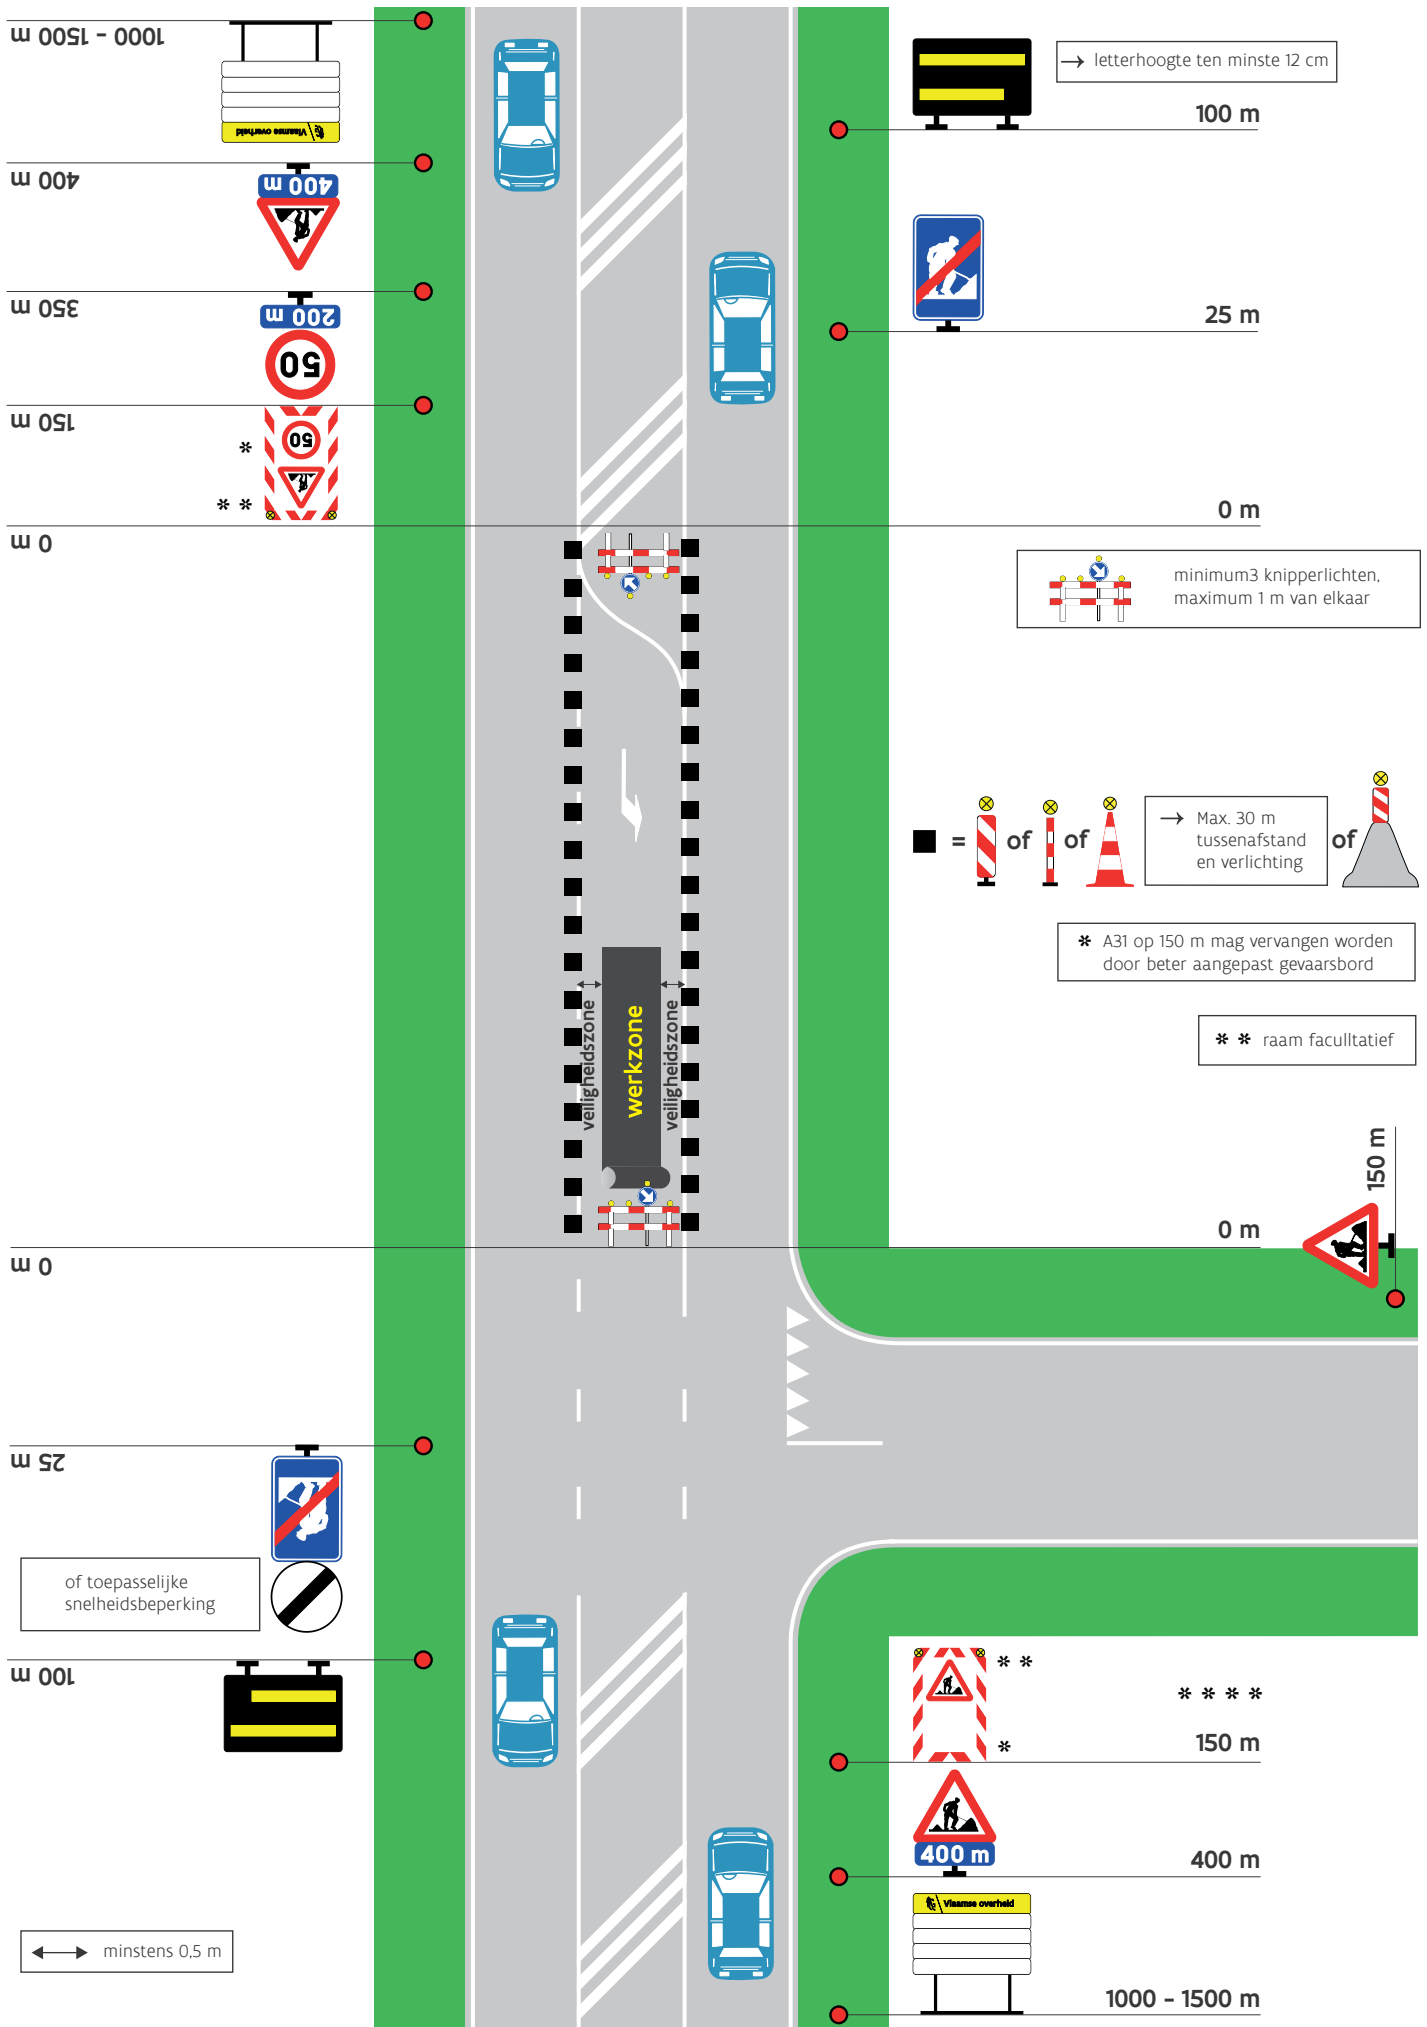 1000 - 1500 m
Vlaamse overheid
400 m
400 m
350 m
200 m
50
150 m
50
*
* *
0 m
0 m
25 m
of toepasselijke
snelheidsbeperking
100 m
minstens 0,5 m
→ letterhoogte ten minste 12 cm
100 m
25 m
0 m
minimum3 knipperlichten,
maximum 1 m van elkaar
= of of
→ Max. 30 m
tussenafstand
en verlichting
of
* A31 op 150 m mag vervangen worden
door beter aangepast gevaarsbord
* * raam facultatief
veiligheidszone
werkzone
veiligheidszone
150 m
0 m
* *
* * * *
*
150 m
400 m
400 m
Vlaamse overheid
1000 - 1500 m